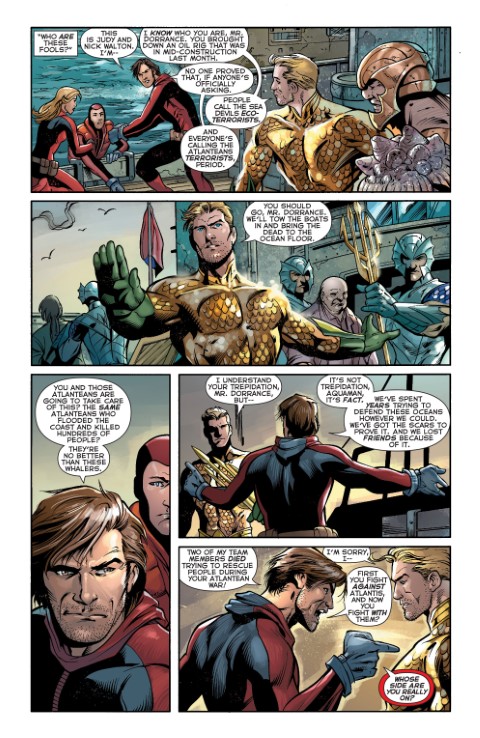 "WHO ARE
THESE
FOOLS?"
THIS
IS JUDY AND
NICK WALTON.
I'M--
I KNOW WHO
YOU ARE, MR.
DORRANCE. YOU BROUGHT
DOWN AN OIL RIG THAT WAS
IN MID-CONSTRUCTION
LAST MONTH.
NO ONE PROVED
THAT, IF ANYONE'S
OFFICIALLY
ASKING.
PEOPLE
CALL THE SEA
DEVILS ECO-
TERRORISTS.
AND
EVERYONE'S
CALLING THE
ATLANTEANS
TERRORISTS,
PERIOD.
YOU SHOULD
GO, MR. DORRANCE.
WE'LL TOW THE BOATS
IN AND BRING THE
DEAD TO THE
OCEAN FLOOR.
YOU AND THOSE
ATLANTEANS ARE
GOING TO TAKE CARE
OF THIS? THE SAME
ATLANTEANS WHO
FLOODED THE
COAST AND KILLED
HUNDREDS OF
PEOPLE?
THEY'RE
NO BETTER
THAN THESE
WHALERS.
I UNDERSTAND
YOUR TREPIDATION,
MR. DORRANCE,
BUT--
IT'S NOT
TREPIDATION,
AQUAMAN,
IT'S FACT.
WE'VE SPENT
YEARS TRYING TO
DEFEND THESE OCEANS
HOWEVER WE COULD.
WE'VE GOT THE SCARS TO
PROVE IT. AND WE LOST
FRIENDS BECAUSE
OF IT.
TWO OF MY TEAM
MEMBERS DIED
TRYING TO RESCUE
PEOPLE DURING
YOUR ATLANTEAN
WAR!
I'M SORRY,
I--
FIRST
YOU FIGHT
AGAINST
ATLANTIS,
AND NOW
YOU
FIGHT WITH
THEM?
WHOSE
SIDE ARE YOU
REALLY
ON?